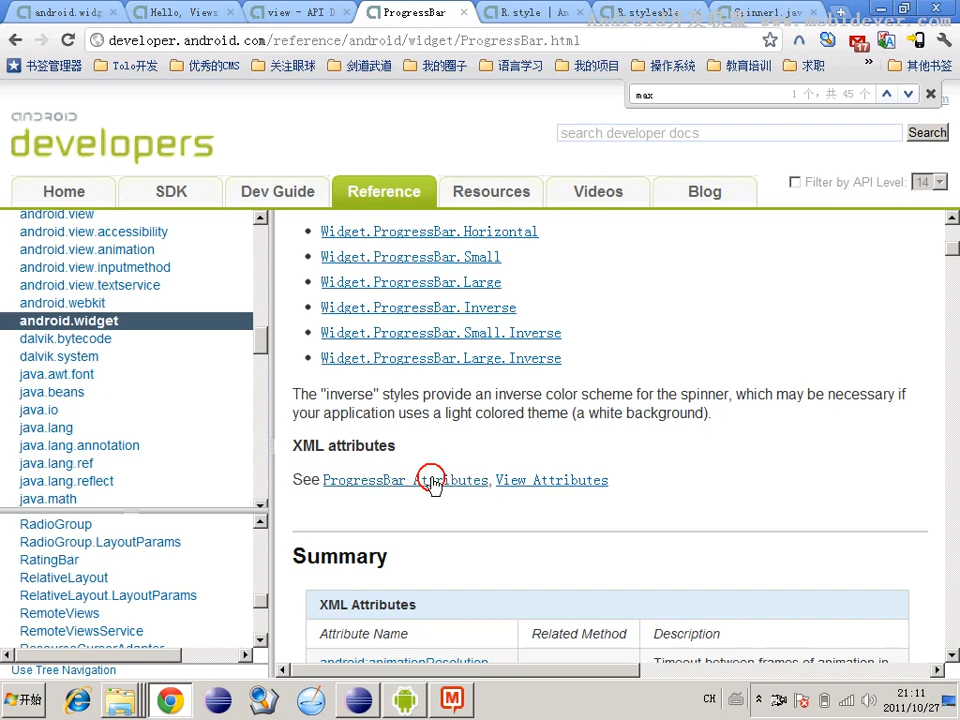 android.widg
Hello, Views
view - API D
ProgressBar
R.style | An
R.styleable
Spinner1.jav
developer.android.com/reference/android/widget/ProgressBar.html
书签管理器
Tolo开发
优秀的CMS
关注眼球
剑道武道
我的圈子
语言学习
我的项目
操作系统
教育培训
求职
»
其他书签
max
1 个，共 45 个
android
developers
search developer docs
Search
Home
SDK
Dev Guide
Reference
Resources
Videos
Blog
Filter by API Level:
14
android.view
android.view.accessibility
android.view.animation
android.view.inputmethod
android.view.textservice
android.webkit
android.widget
dalvik.bytecode
dalvik.system
java.awt.font
java.beans
java.io
java.lang
java.lang.annotation
java.lang.ref
java.lang.reflect
java.math
RadioGroup
RadioGroup.LayoutParams
RatingBar
RelativeLayout
RelativeLayout.LayoutParams
RemoteViews
RemoteViewsService
ResourceCursorAdapter
Use Tree Navigation
Widget.ProgressBar.Horizontal
Widget.ProgressBar.Small
Widget.ProgressBar.Large
Widget.ProgressBar.Inverse
Widget.ProgressBar.Small.Inverse
Widget.ProgressBar.Large.Inverse
The "inverse" styles provide an inverse color scheme for the spinner, which may be necessary if
your application uses a light colored theme (a white background).
XML attributes
See ProgressBar Attributes, View Attributes
Summary
XML Attributes
Attribute Name
Related Method
Description
android:animationResolution
Timeout between frames of animation in
开始
CH
21:11
2011/10/27